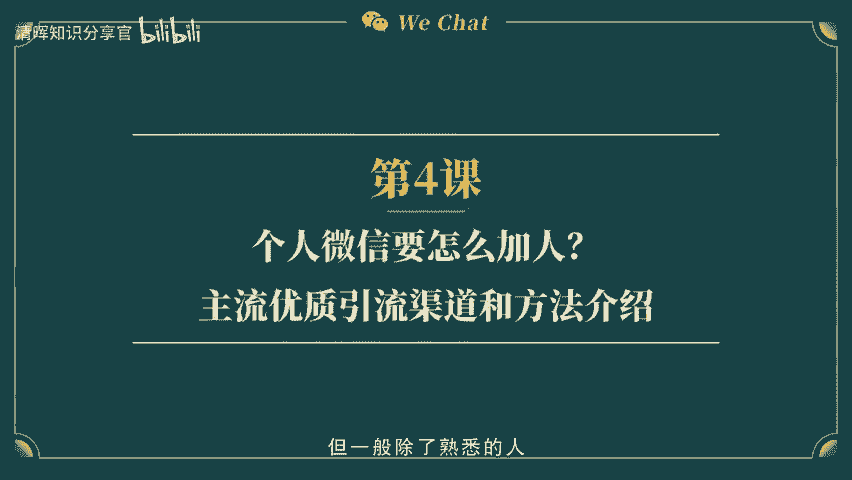 晴晖知识分享官 bilibili
We Chat
第4课
个人微信要怎么加人?
主流优质引流渠道和方法介绍
但一般除了熟悉的人